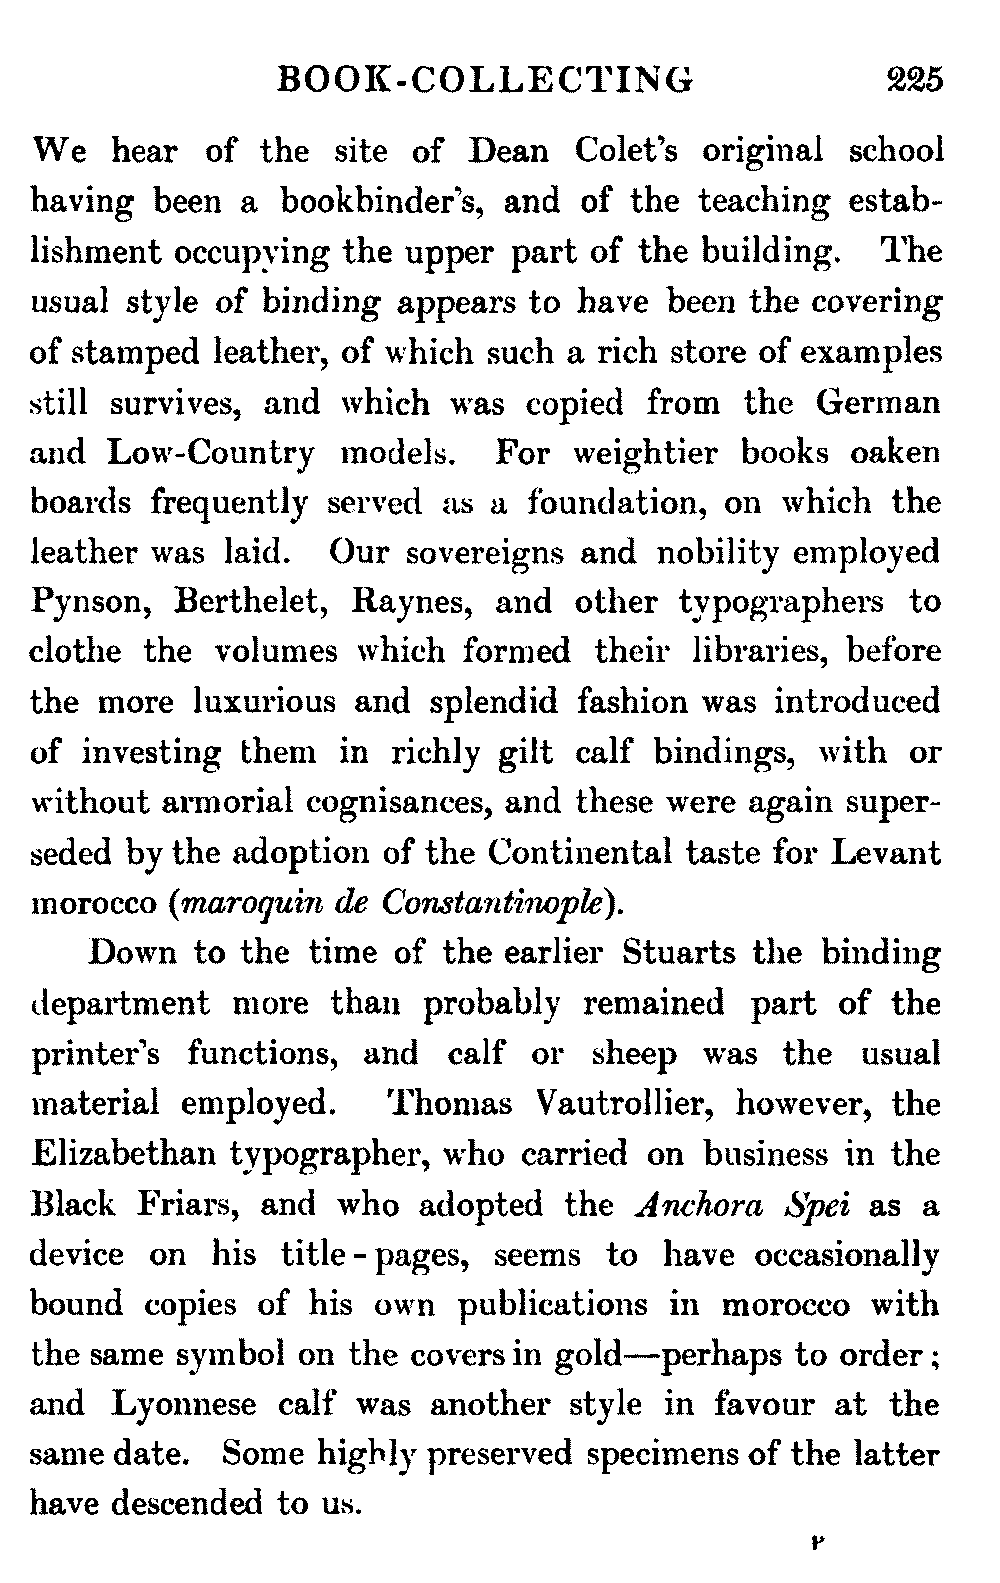 BOOK-COLLECTING 225
We hear of the site of Dean Colet's original school
having been a bookbinder's, and of the teaching estab-
lishment occupying the upper part of the building. The
usual style of binding appears to have been the covering
of stamped leather, of which such a rich store of examples
still survives, and which was copied from the German
and Low-Country models. For weightier books oaken
boards frequently served as a foundation, on which the
leather was laid. Our sovereigns and nobility employed
Pynson, Berthelet, Raynes, and other typographers to
clothe the volumes which formed their libraries, before
the more luxurious and splendid fashion was introduced
of investing them in richly gilt calf bindings, with or
without armorial cognisances, and these were again super-
seded by the adoption of the Continental taste for Levant
morocco (maroquin de Constantinople).
Down to the time of the earlier Stuarts the binding
department more than probably remained part of the
printer's functions, and calf or sheep was the usual
material employed. Thomas Vautrollier, however, the
Elizabethan typographer, who carried on business in the
Black Friars, and who adopted the Anchora Spei as a
device on his title-pages, seems to have occasionally
bound copies of his own publications in morocco with
the same symbol on the covers in gold—perhaps to order;
and Lyonnese calf was another style in favour at the
same date. Some highly preserved specimens of the latter
have descended to us.
P